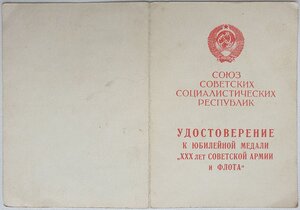 СОЮЗ
СОВЕТСКИХ
СОЦИАЛИСТИЧЕСКИХ
РЕСПУБЛИК
УДОСТОВЕРЕНИЕ
К ЮБИЛЕЙНОЙ МЕДАЛИ
„XXX лет СОВЕТСКОЙ АРМИИ
и ФЛОТА“